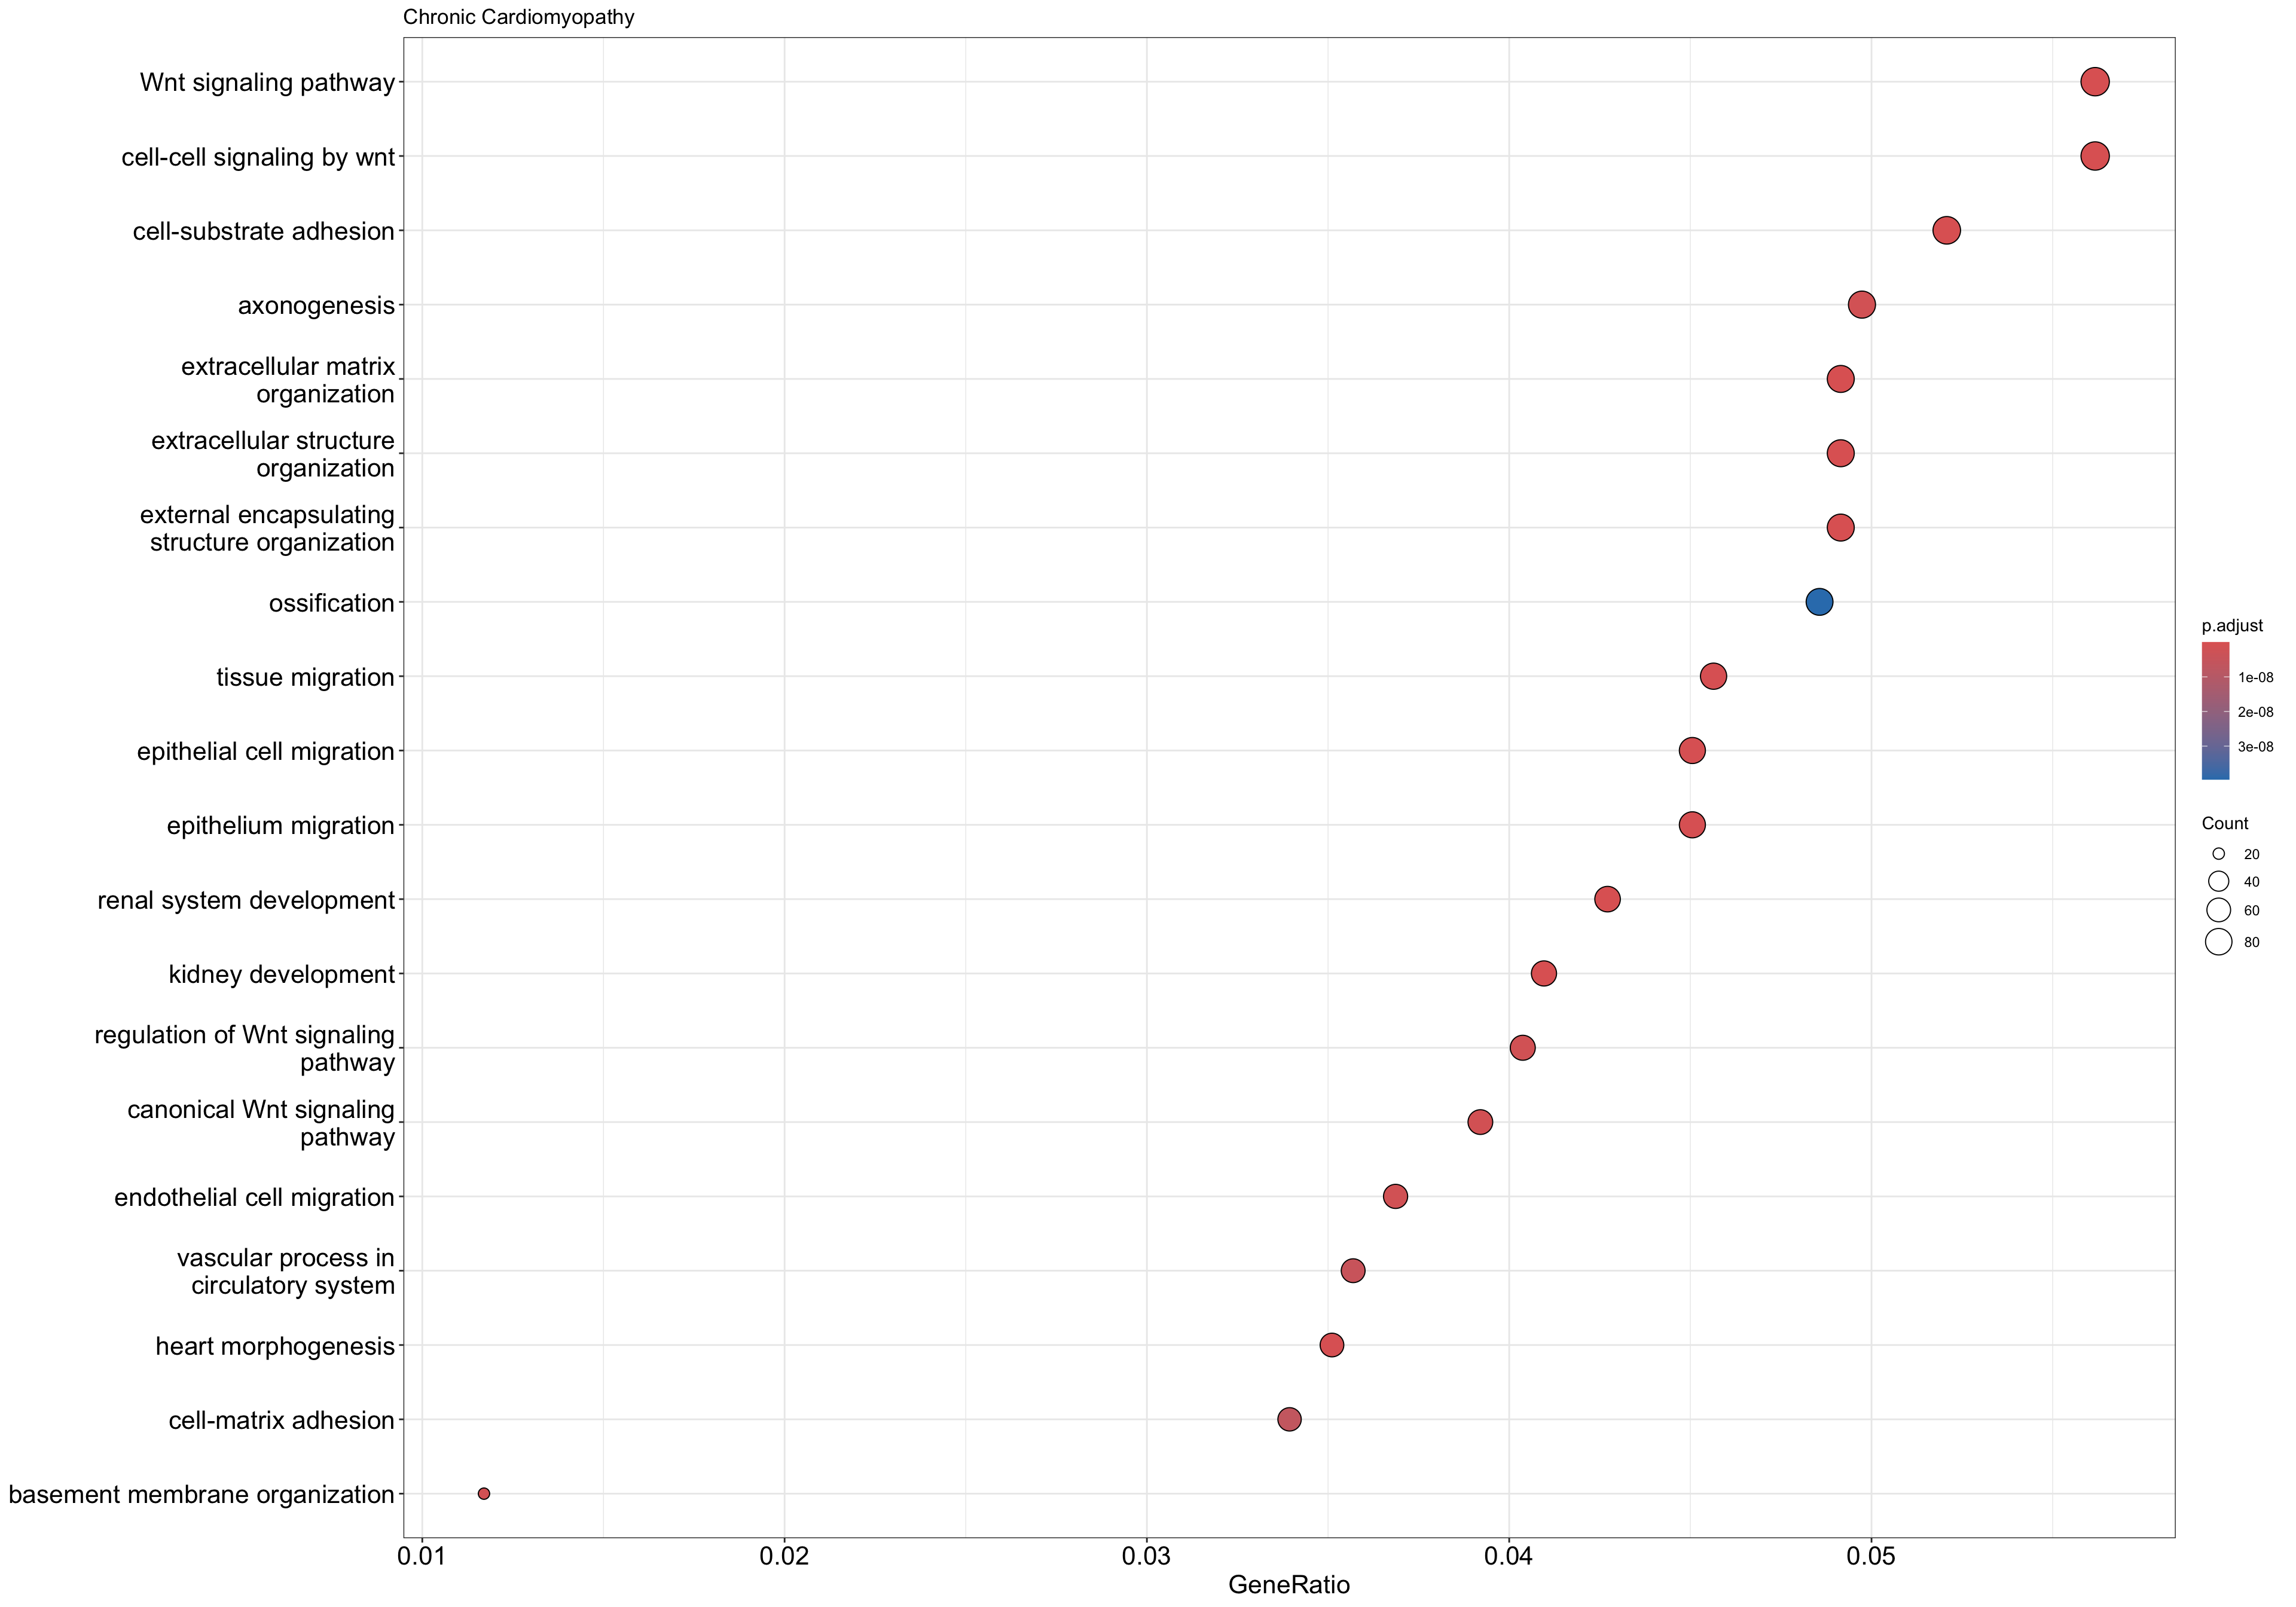 Chronic Cardiomyopathy
Wnt signaling pathway
cell-cell signaling by wnt
cell-substrate adhesion
axonogenesis
extracellular matrix
organization
extracellular structure
organization
external encapsulating
structure organization
ossification
tissue migration
epithelial cell migration
epithelium migration
renal system development
kidney development
regulation of Wnt signaling
pathway
canonical Wnt signaling
pathway
endothelial cell migration
vascular process in
circulatory system
heart morphogenesis
cell-matrix adhesion
basement membrane organization
0.01 0.02 0.03 0.04 0.05
GeneRatio
p.adjust
1e-08
2e-08
3e-08
Count
20
40
60
80